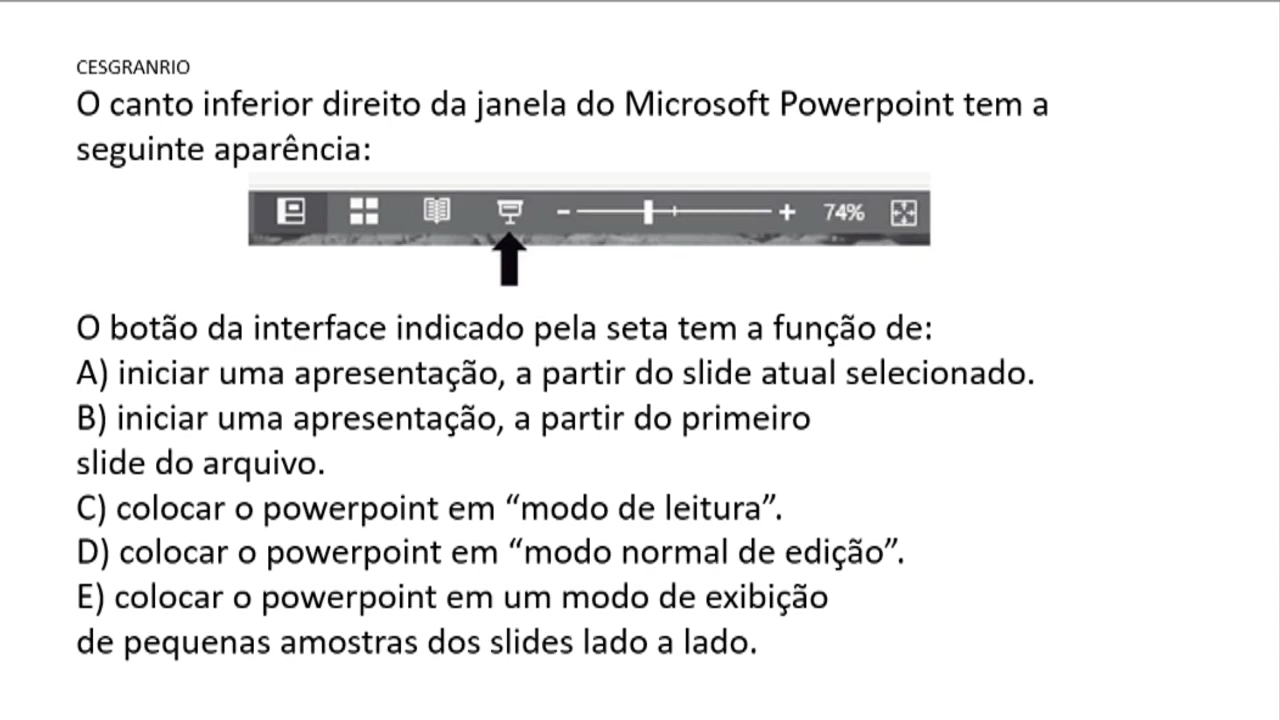 CESGRANRIO
O canto inferior direito da janela do Microsoft Powerpoint tem a
seguinte aparência:
74%
O botão da interface indicado pela seta tem a função de:
A) iniciar uma apresentação, a partir do slide atual selecionado.
B) iniciar uma apresentação, a partir do primeiro
slide do arquivo.
C) colocar o powerpoint em “modo de leitura”.
D) colocar o powerpoint em “modo normal de edição”.
E) colocar o powerpoint em um modo de exibição
de pequenas amostras dos slides lado a lado.